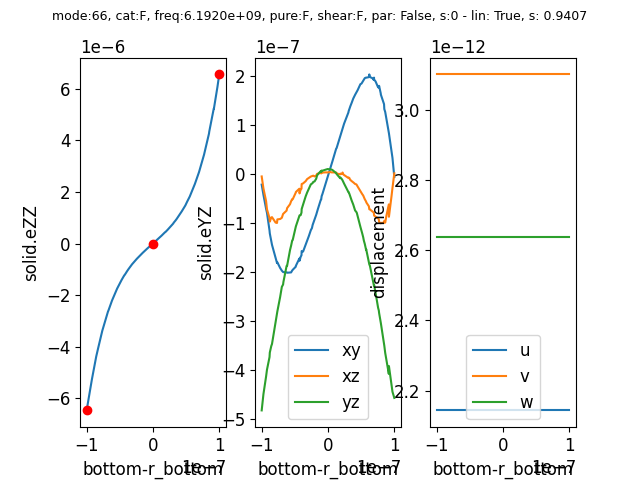 mode:66, cat:F, freq:6.1920e+09, pure:F, shear:F, par: False, s:0 - lin: True, s: 0.9407
1e−6
6
4
2
0
−2
−4
−6
solid.eZZ
−1
0
1
1e−7
bottom-r_bottom
1e−7
2
1
0
−1
−2
−3
−4
−5
solid.eYZ
xy
xz
yz
−1
0
1
1e−7
bottom-r_bottom
1e−12
3.0
2.8
2.6
2.4
2.2
displacement
u
v
w
−1
0
1
1e−7
bottom-r_bottom